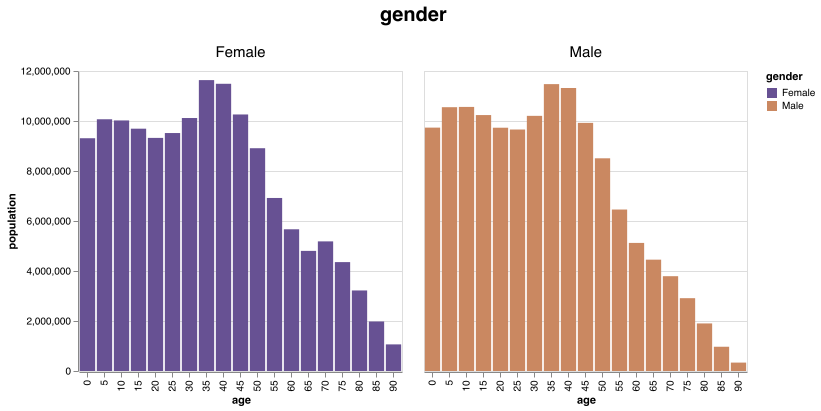 gender
Female
Male
12,000,000
10,000,000
8,000,000
6,000,000
4,000,000
2,000,000
0
population
0 5 10 15 20 25 30 35 40 45 50 55 60 65 70 75 80 85 90
age
0 5 10 15 20 25 30 35 40 45 50 55 60 65 70 75 80 85 90
age
gender
Female
Male